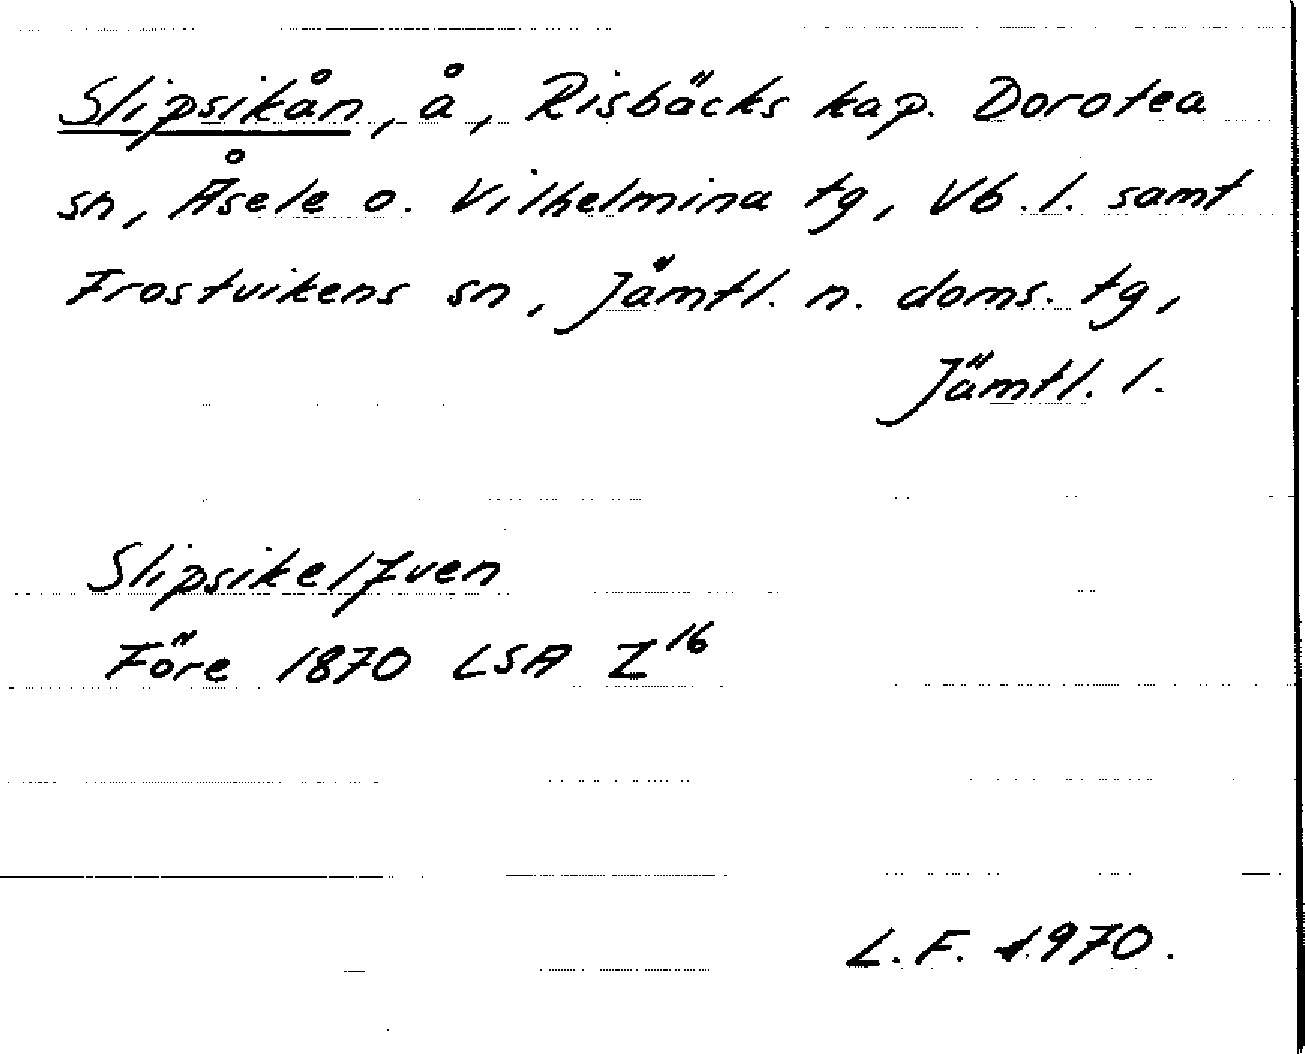 Slipsikån, å, Risbäcks kap. Dorotea
sn, Åsele o. Vilhelmina tg, Vb. l. samt
Frostvikens sn, Jämtl. n. doms. tg,
Jämtl. l.
Slipsikelfven
Före 1870 LSA Z16
L.F. 1970.